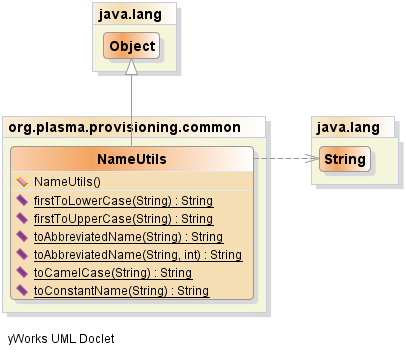 java.lang
Object
org.plasma.provisioning.common
NameUtils
NameUtils()
firstToLowerCase(String) : String
firstToUpperCase(String) : String
toAbbreviatedName(String) : String
toAbbreviatedName(String, int) : String
toCamelCase(String) : String
toConstantName(String) : String
java.lang
String
yWorks UML Doclet